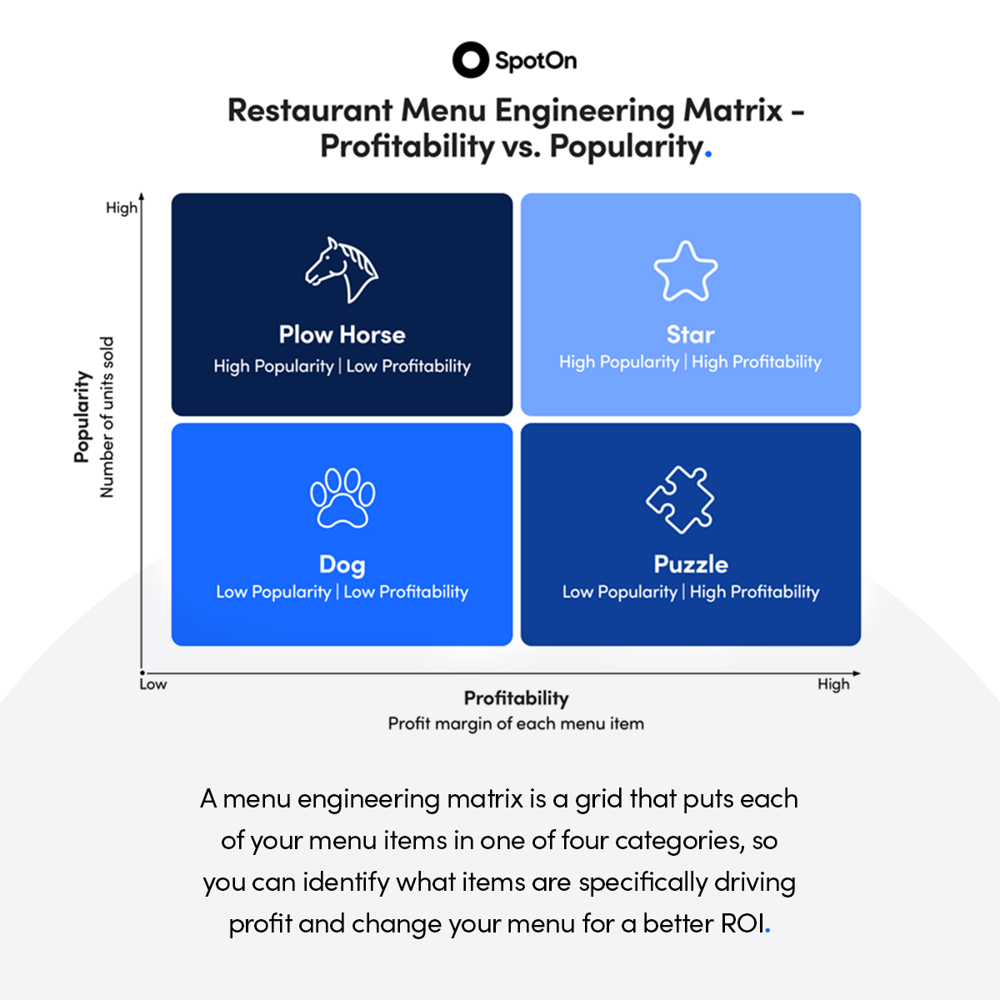 SpotOn
Restaurant Menu Engineering Matrix -
Profitability vs. Popularity.
High
Popularity
Number of units sold
Plow Horse
High Popularity | Low Profitability
Star
High Popularity | High Profitability
Dog
Low Popularity | Low Profitability
Puzzle
Low Popularity | High Profitability
Low
High
Profitability
Profit margin of each menu item
A menu engineering matrix is a grid that puts each
of your menu items in one of four categories, so
you can identify what items are specifically driving
profit and change your menu for a better ROI.